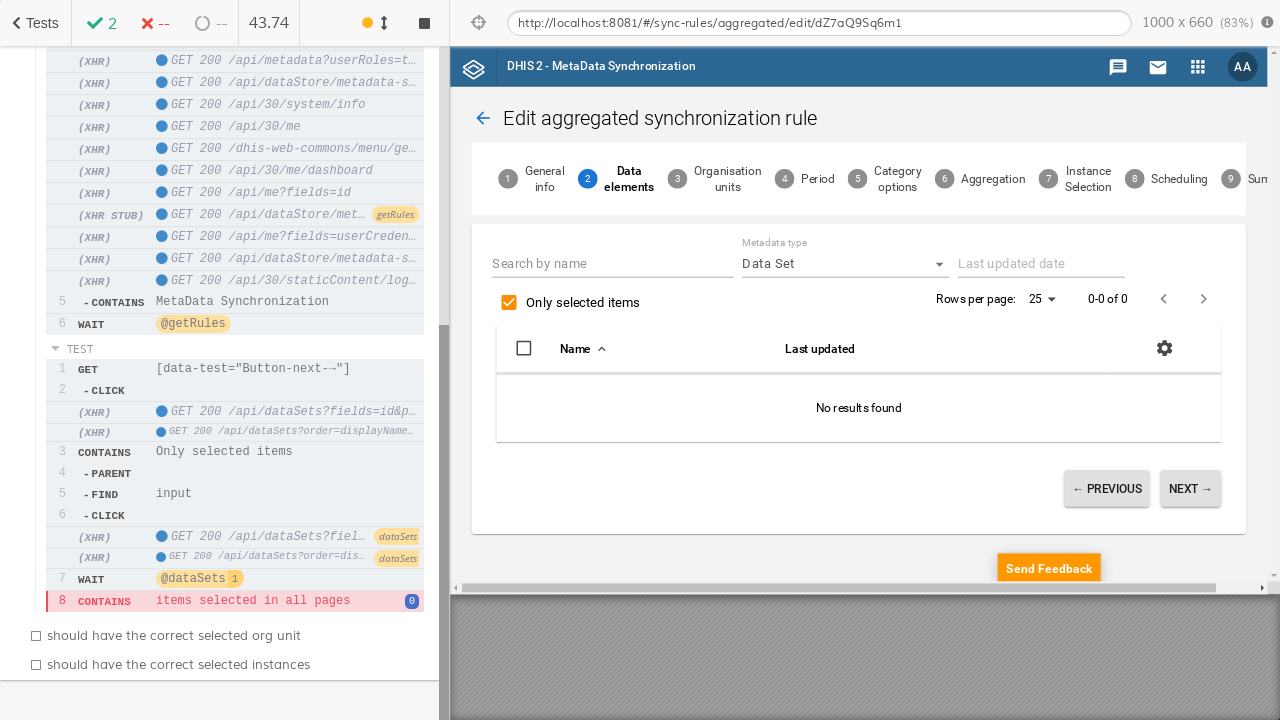 Tests
2
--
--
43.74
http://localhost:8081/#/sync-rules/aggregated/edit/dZ7aQ9Sq6m1
1000 x 660 (83%)
(XHR) GET 200 /api/metadata?userRoles=t…
(XHR) GET 200 /api/dataStore/metadata-s…
(XHR) GET 200 /api/30/system/info
(XHR) GET 200 /api/30/me
(XHR) GET 200 /dhis-web-commons/menu/ge…
(XHR) GET 200 /api/30/me/dashboard
(XHR) GET 200 /api/me?fields=id
(XHR STUB) GET 200 /api/dataStore/met… getRules
(XHR) GET 200 /api/me?fields=userCreden…
(XHR) GET 200 /api/dataStore/metadata-s…
(XHR) GET 200 /api/30/staticContent/log…
5 - CONTAINS MetaData Synchronization
6 WAIT @getRules
TEST
1 GET [data-test="Button-next-→"]
2 - CLICK
(XHR) GET 200 /api/dataSets?fields=id&p…
(XHR) GET 200 /api/dataSets?order=displayName…
3 CONTAINS Only selected items
4 - PARENT
5 - FIND input
6 - CLICK
(XHR) GET 200 /api/dataSets?fiel… dataSets
(XHR) GET 200 /api/dataSets?order=dis… dataSets
7 WAIT @dataSets 1
8 CONTAINS items selected in all pages 0
should have the correct selected org unit
should have the correct selected instances
DHIS 2 - MetaData Synchronization
AA
Edit aggregated synchronization rule
1 General info
2 Data elements
3 Organisation units
4 Period
5 Category options
6 Aggregation
7 Instance Selection
8 Scheduling
9 Sum
Metadata type
Search by name
Data Set
Last updated date
Only selected items
Rows per page: 25
0-0 of 0
Name
Last updated
No results found
← PREVIOUS
NEXT →
Send Feedback